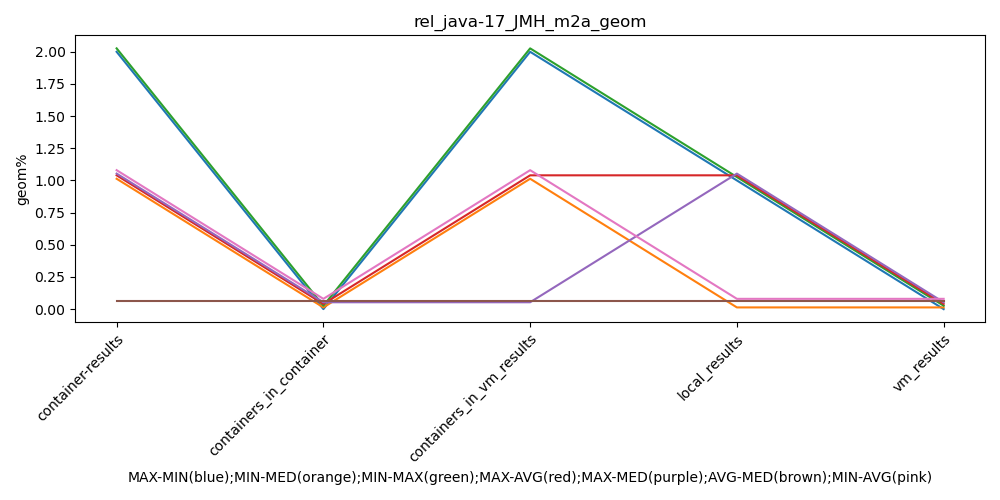 rel_java-17_JMH_m2a_geom
geom%
2.00
1.75
1.50
1.25
1.00
0.75
0.50
0.25
0.00
container-results
containers_in_container
containers_in_vm_results
local_results
vm_results
MAX-MIN(blue);MIN-MED(orange);MIN-MAX(green);MAX-AVG(red);MAX-MED(purple);AVG-MED(brown);MIN-AVG(pink)